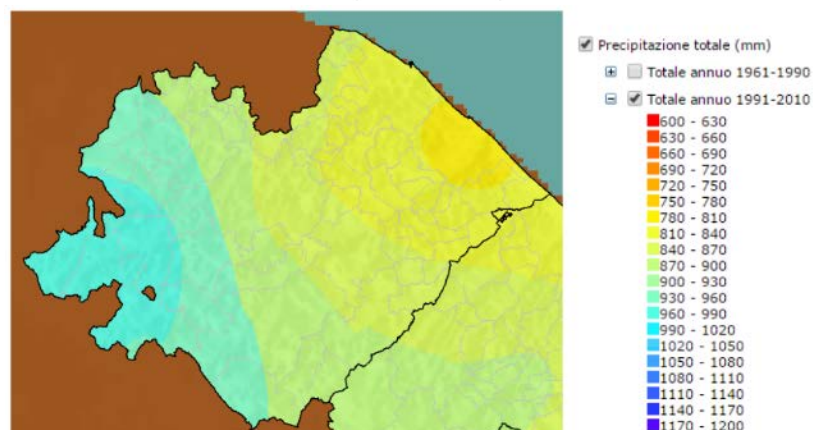 Precipitazione totale (mm)
Totale annuo 1961-1990
Totale annuo 1991-2010
600 - 630
630 - 660
660 - 690
690 - 720
720 - 750
750 - 780
780 - 810
810 - 840
840 - 870
870 - 900
900 - 930
930 - 960
960 - 990
990 - 1020
1020 - 1050
1050 - 1080
1080 - 1110
1110 - 1140
1140 - 1170
1170 - 1200